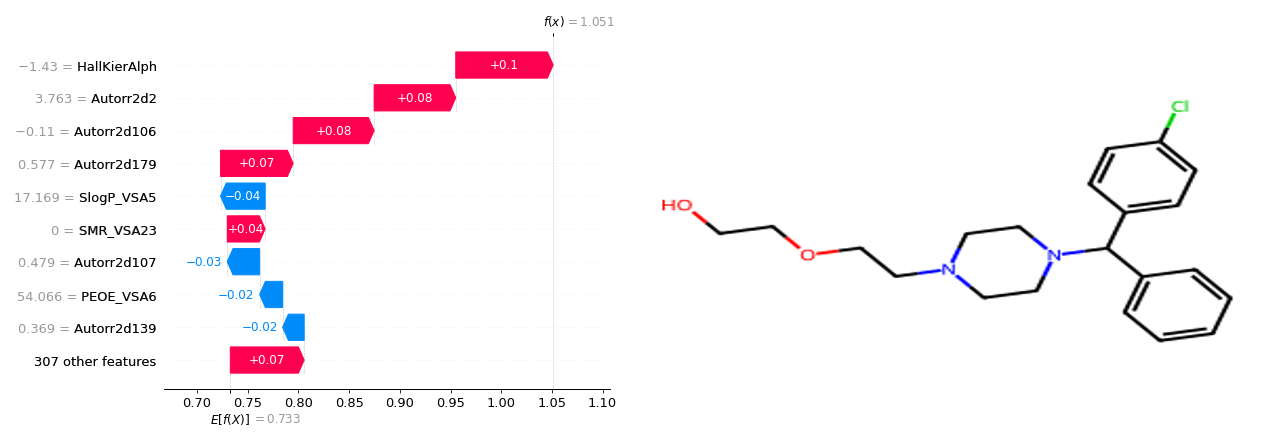 f(x) = 1.051
−1.43 = HallKierAlph
+0.1
3.763 = Autorr2d2
+0.08
−0.11 = Autorr2d106
+0.08
0.577 = Autorr2d179
+0.07
17.169 = SlogP_VSA5
−0.04
0 = SMR_VSA23
+0.04
0.479 = Autorr2d107
−0.03
54.066 = PEOE_VSA6
−0.02
0.369 = Autorr2d139
−0.02
307 other features
+0.07
0.70 0.75 0.80 0.85 0.90 0.95 1.00 1.05 1.10
E[f(X)] = 0.733
Cl
HO
O
N
N